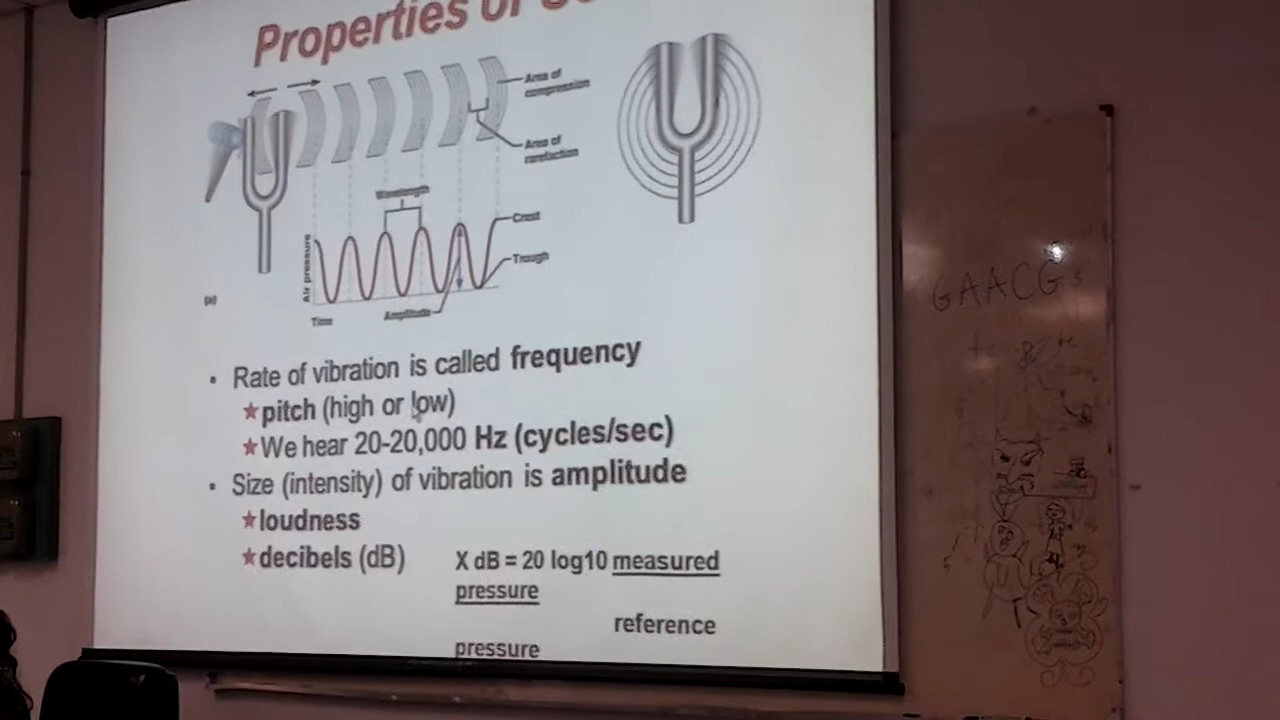 Properties of
Area of
compression
Area of
rarefaction
Wavelength
Crest
Air pressure
Trough
(a)
Time
Amplitude
• Rate of vibration is called frequency
★pitch (high or low)
★We hear 20-20,000 Hz (cycles/sec)
• Size (intensity) of vibration is amplitude
★loudness
★decibels (dB)
X dB = 20 log10 measured
pressure
reference
pressure
GAACG